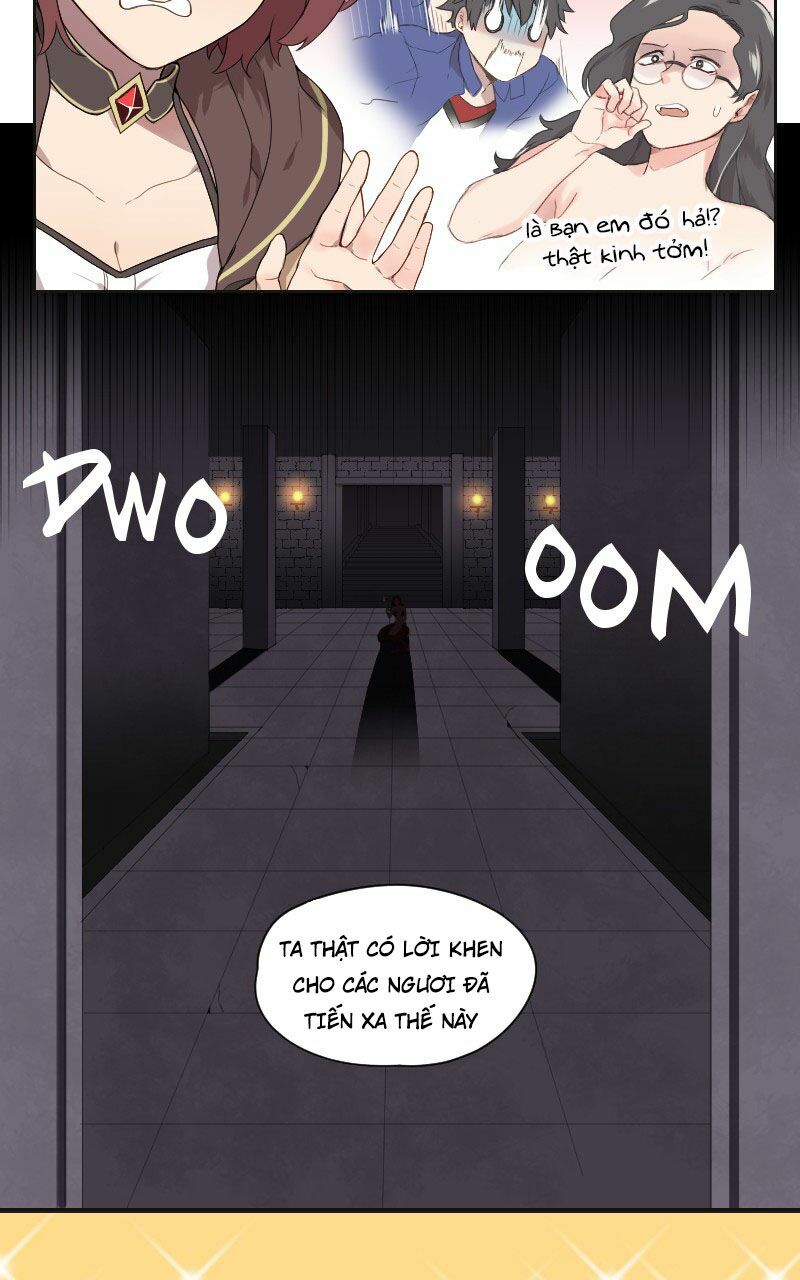 là bạn em đó hả!?
thật kinh tởm!
DWO
OOM
TA THẬT CÓ LỜI KHEN
CHO CÁC NGƯƠI ĐÃ
TIẾN XA THẾ NÀY